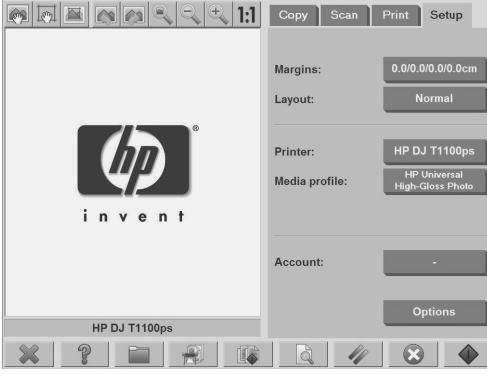 1:1
Copy Scan Print Setup
Margins: 0.0/0.0/0.0/0.0cm
Layout: Normal
hp
®
invent
Printer: HP DJ T1100ps
Media profile: HP Universal
High-Gloss Photo
Account: -
Options
HP DJ T1100ps
?